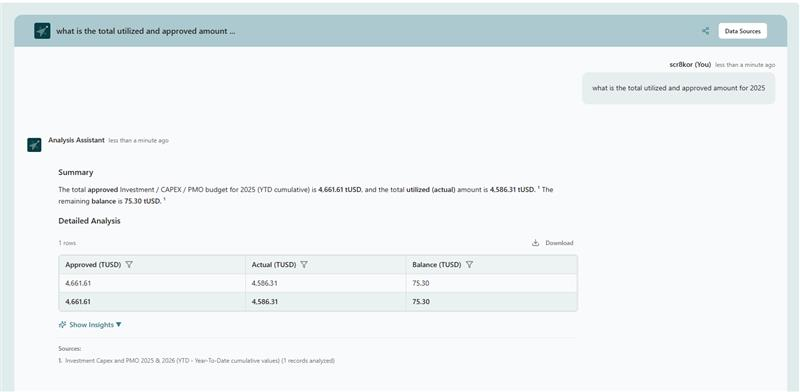 what is the total utilized and approved amount ...
Data Sources
scr8kor (You) less than a minute ago
what is the total utilized and approved amount for 2025
Analysis Assistant less than a minute ago
Summary
The total approved Investment / CAPEX / PMO budget for 2025 (YTD cumulative) is 4,661.61 tUSD, and the total utilized (actual) amount is 4,586.31 tUSD. ¹ The
remaining balance is 75.30 tUSD. ¹
Detailed Analysis
1 rows Download
Approved (TUSD) Actual (TUSD) Balance (TUSD)
4,661.61 4,586.31 75.30
4,661.61 4,586.31 75.30
Show Insights ▼
Sources:
1. Investment Capex and PMO 2025 & 2026 (YTD - Year-To-Date cumulative values) (1 records analyzed)